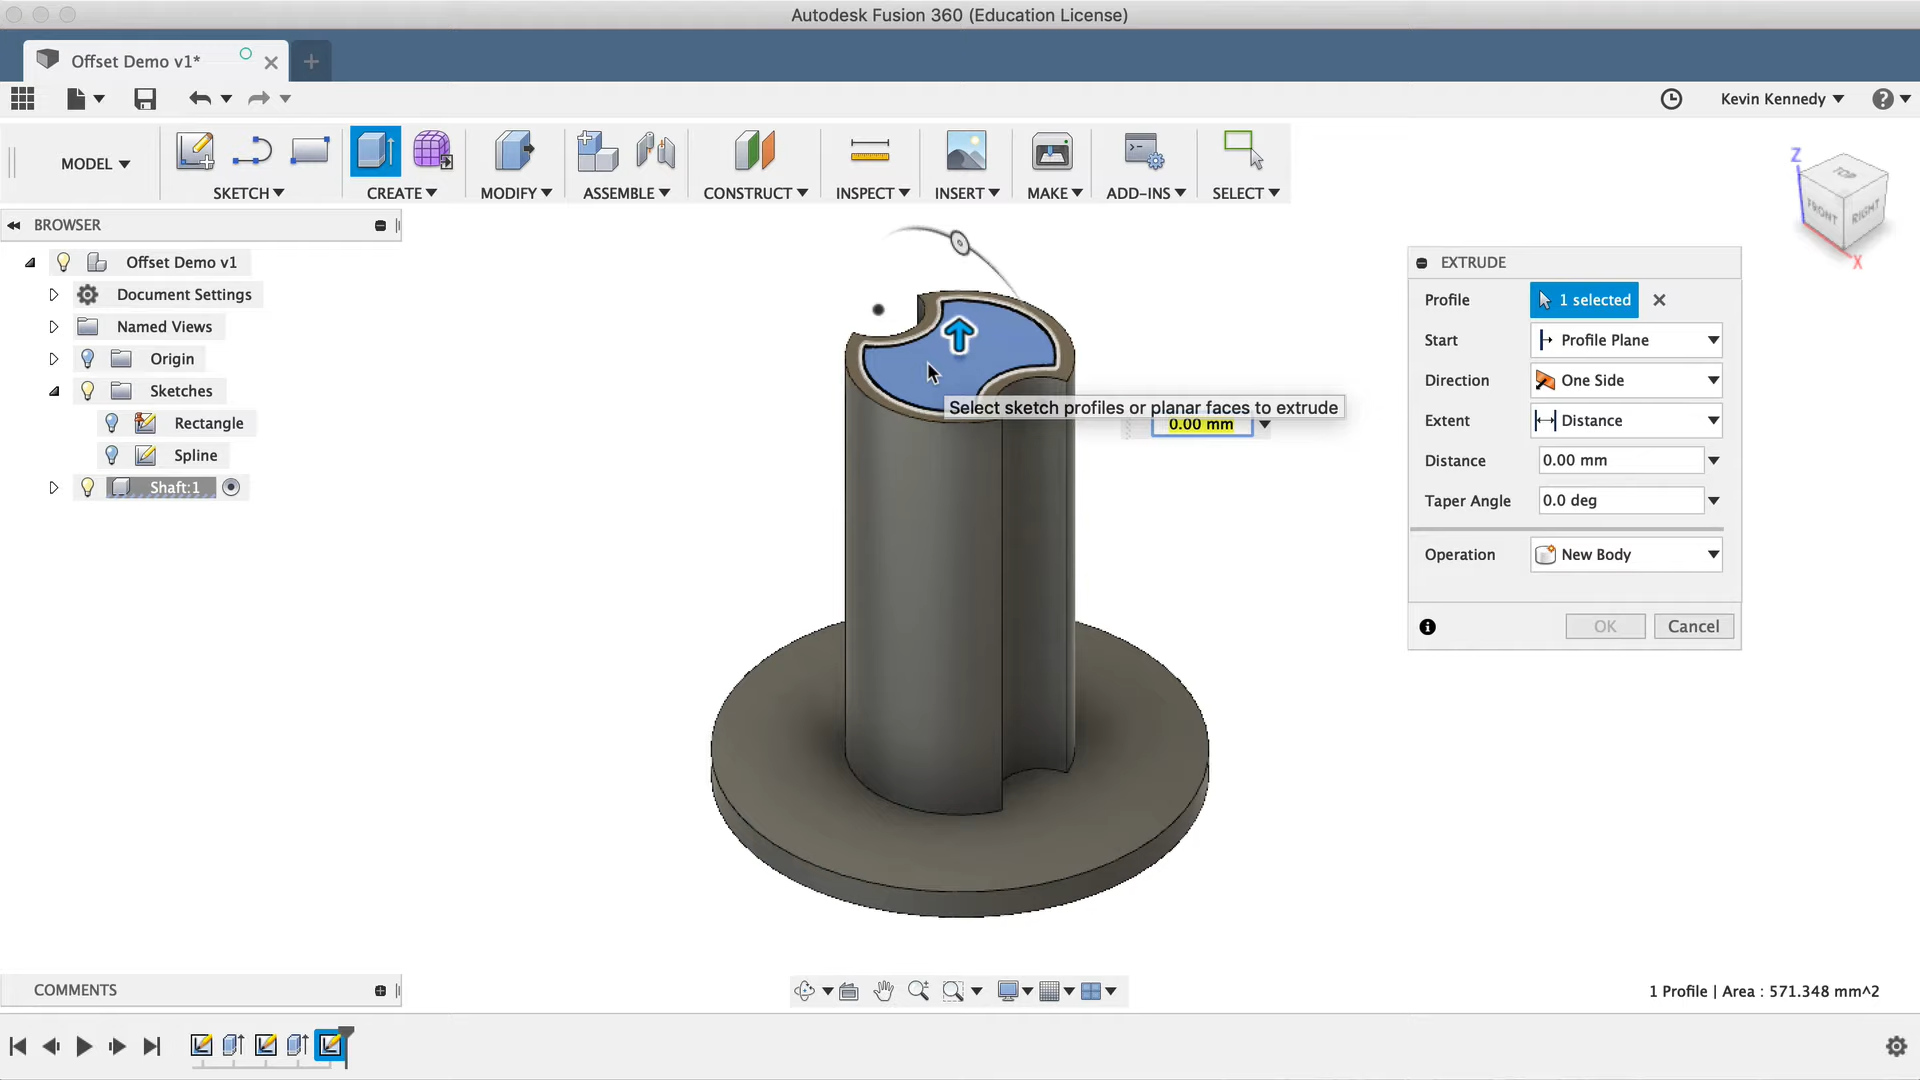 Autodesk Fusion 360 (Education License)
Offset Demo v1*
Kevin Kennedy
MODEL
SKETCH
CREATE
MODIFY
ASSEMBLE
CONSTRUCT
INSPECT
INSERT
MAKE
ADD-INS
SELECT
Z
TOP
FRONT
RIGHT
X
BROWSER
Offset Demo v1
Document Settings
Named Views
Origin
Sketches
Rectangle
Spline
Shaft:1
Select sketch profiles or planar faces to extrude
0.00 mm
EXTRUDE
Profile 1 selected
Start Profile Plane
Direction One Side
Extent Distance
Distance 0.00 mm
Taper Angle 0.0 deg
Operation New Body
OK Cancel
COMMENTS
1 Profile | Area : 571.348 mm^2